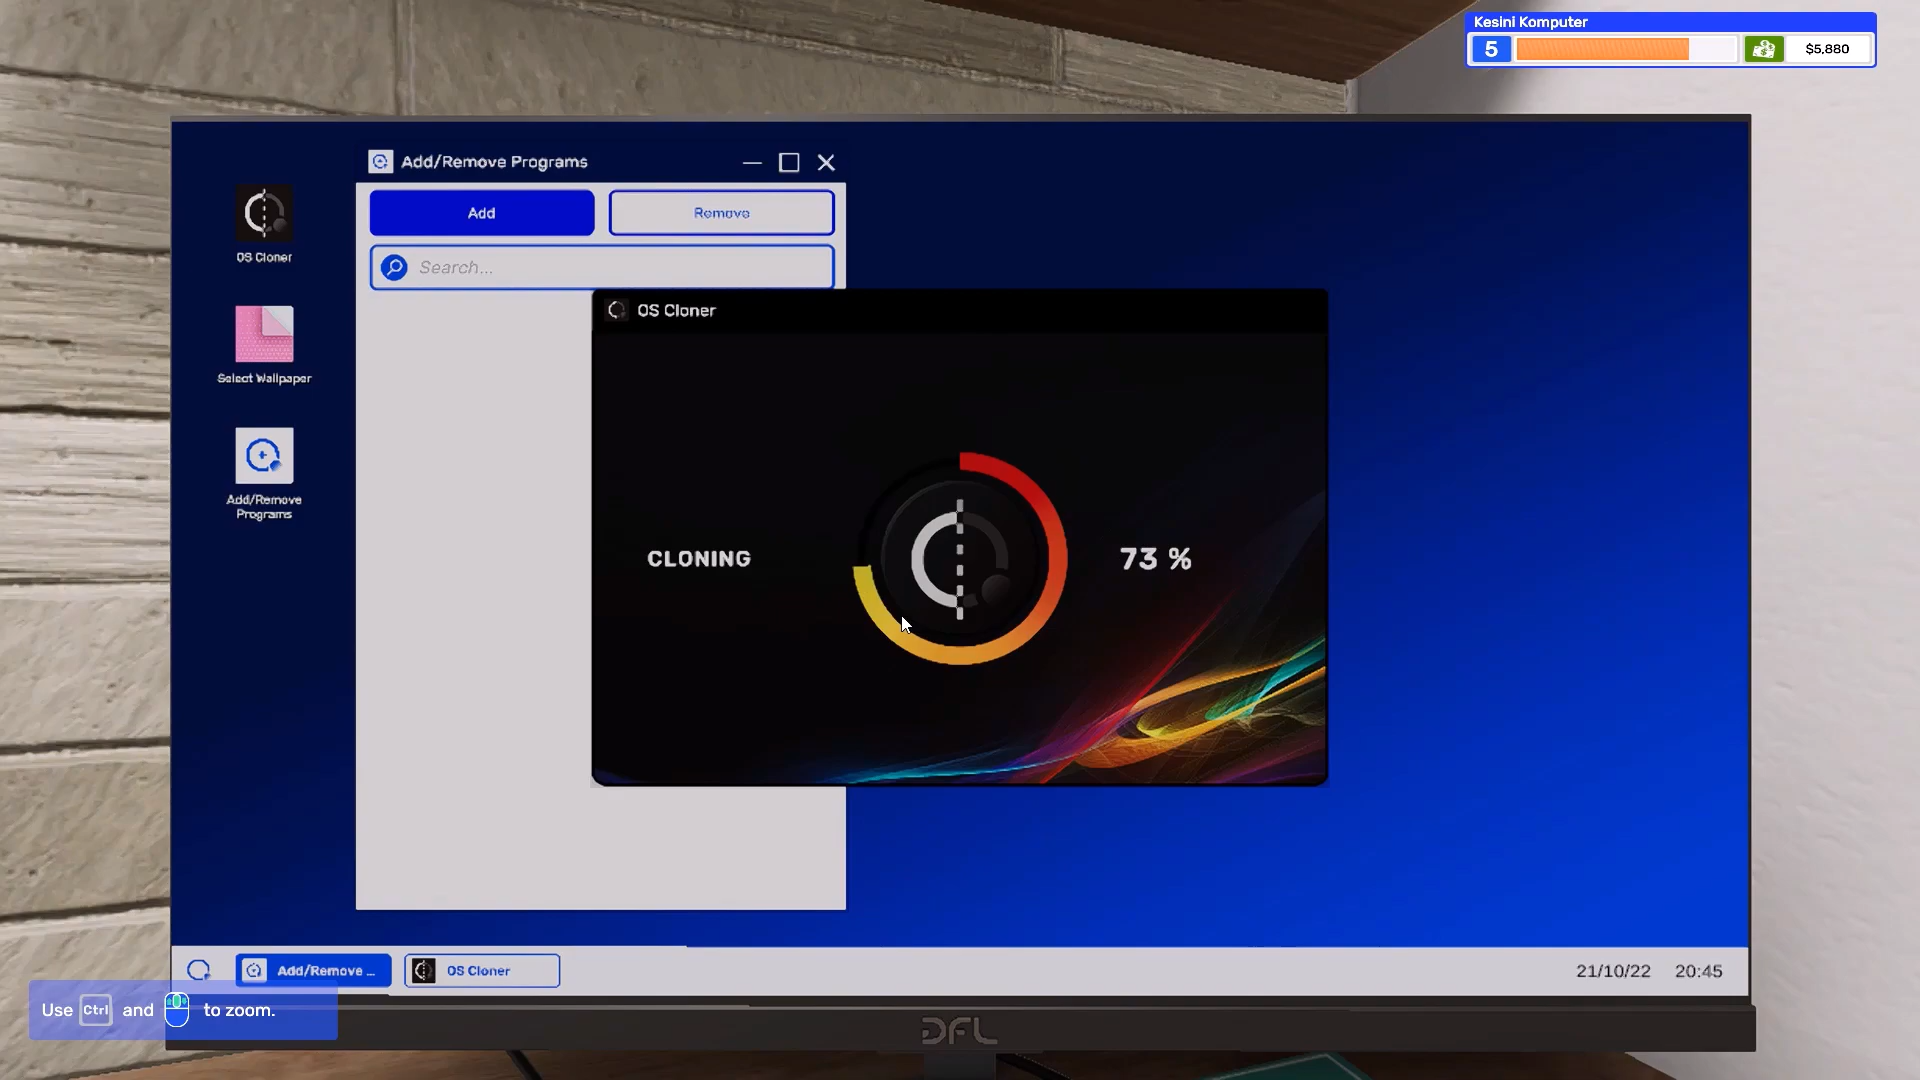 Kesini Komputer
5
$5,880
Add/Remove Programs
Add
Remove
Search...
OS Cloner
Select Wallpaper
Add/Remove
Programs
OS Cloner
CLONING
73 %
Add/Remove ...
OS Cloner
21/10/22 20:45
Use Ctrl and to zoom.
DFL